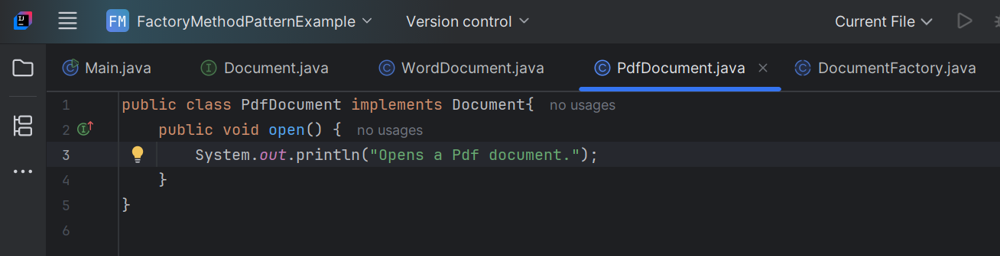 IJ FM FactoryMethodPatternExample Version control Current File
Main.java Document.java WordDocument.java PdfDocument.java DocumentFactory.java
1 public class PdfDocument implements Document{ no usages
2 public void open() { no usages
3 System.out.println("Opens a Pdf document.");
4 }
5 }
6